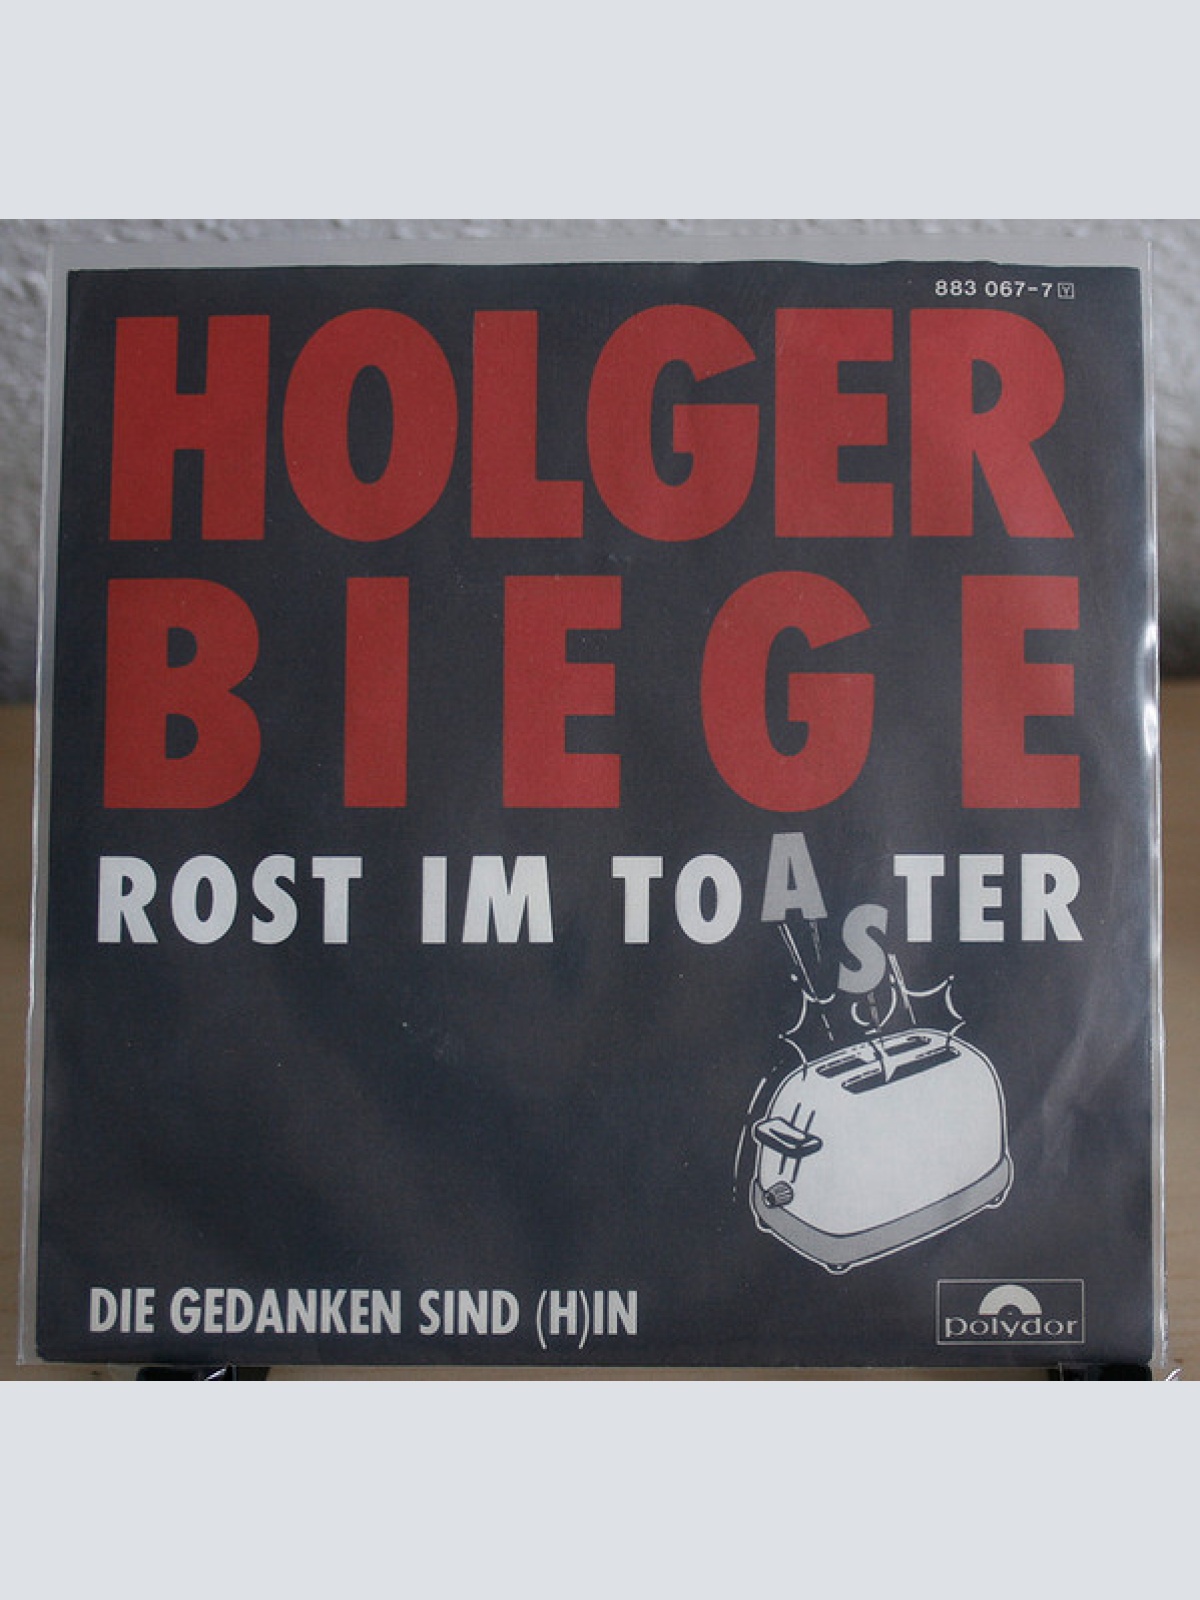 883 067-7 Y
HOLGER
BIEGE
ROST IM TOASTER
DIE GEDANKEN SIND (H)IN
polydor